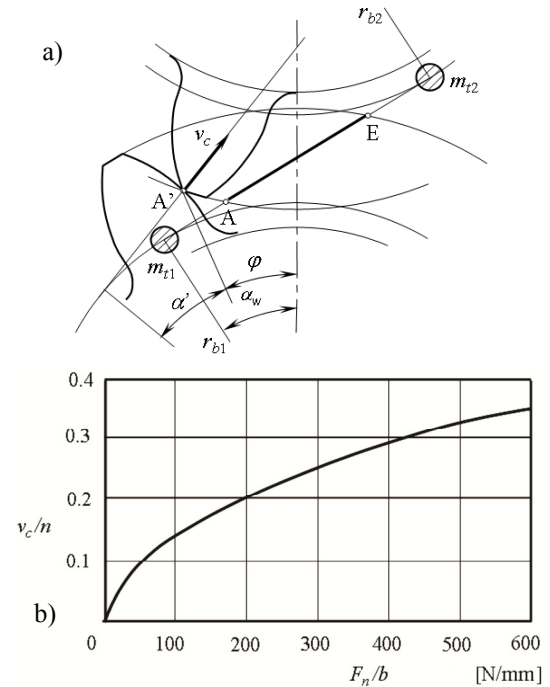 a)
r_b2
m_t2
v_c
E
A'
A
m_t1
φ
α'
α_w
r_b1
0.4
0.3
0.2
v_c/n
0.1
b)
0 100 200 300 400 500 600
F_n/b [N/mm]